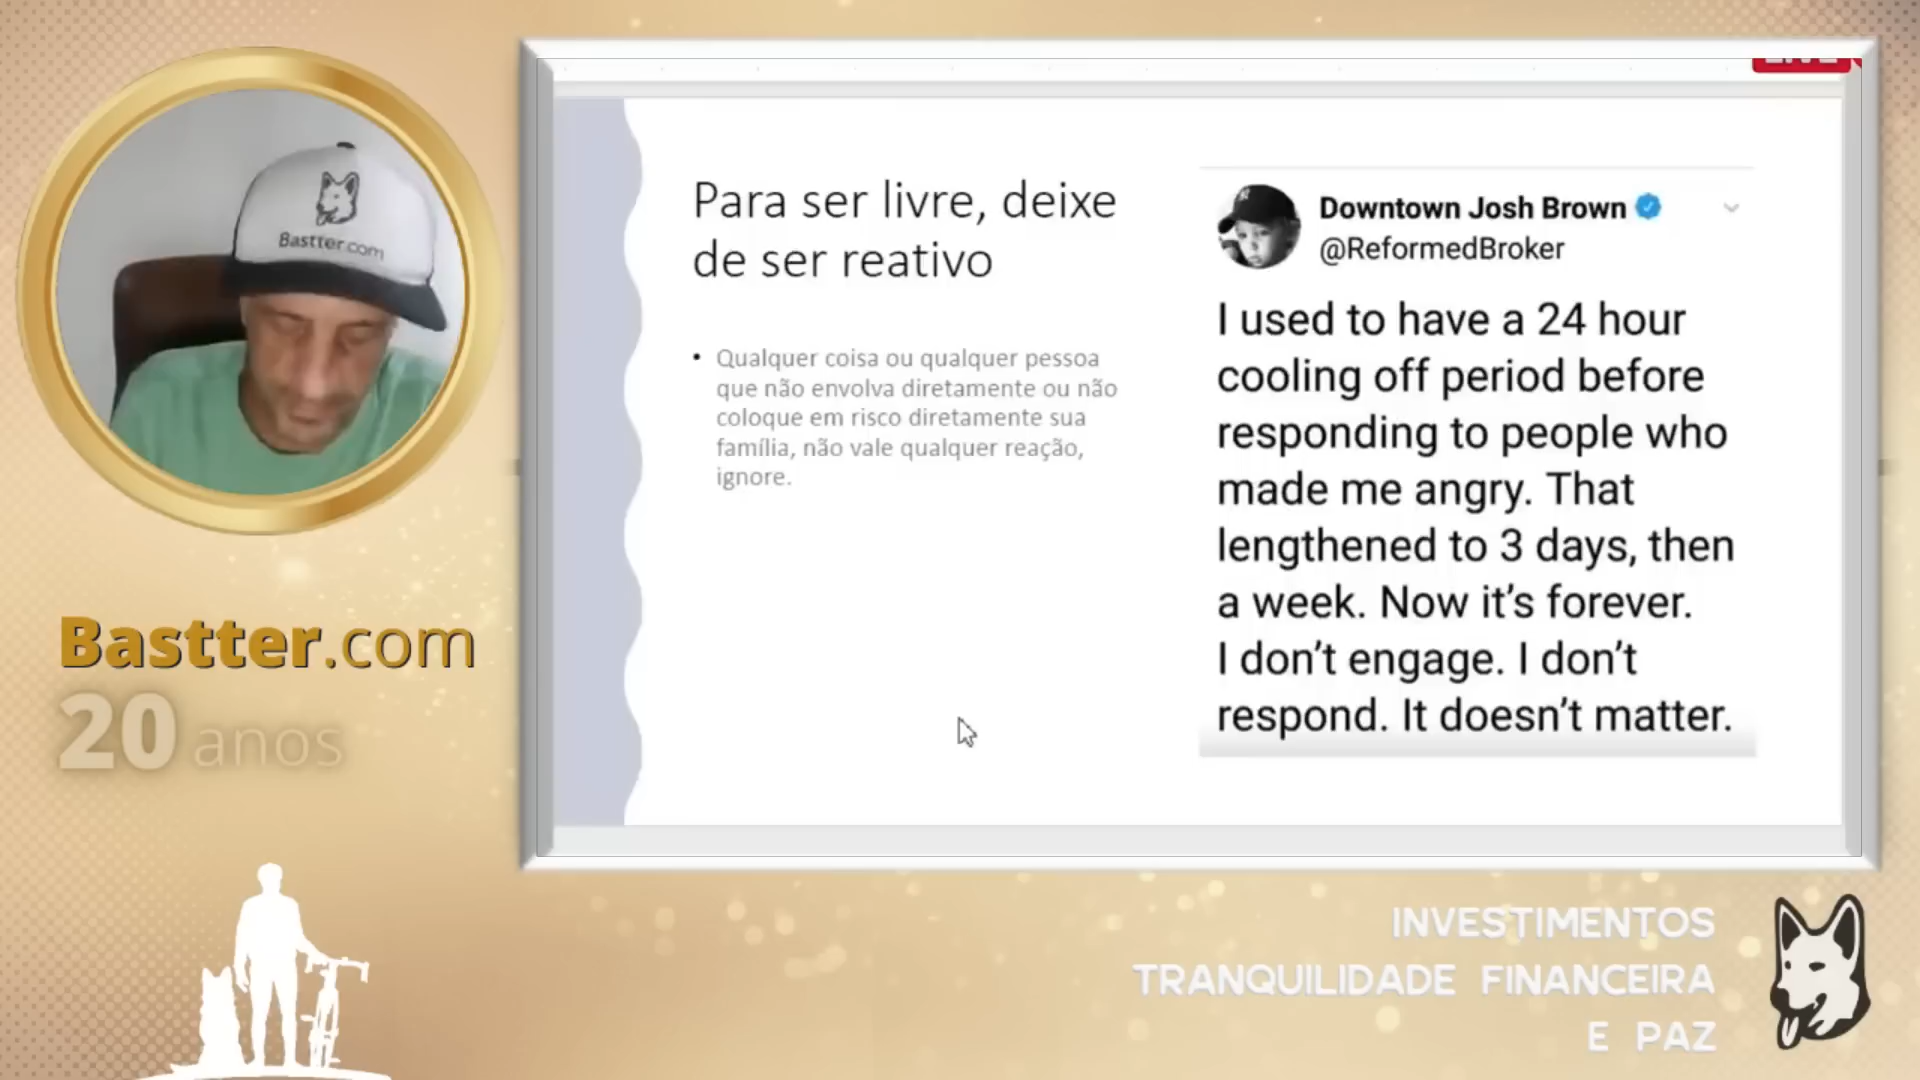 Bastter.com
Bastter.com
20 anos
Para ser livre, deixe
de ser reativo
• Qualquer coisa ou qualquer pessoa
que não envolva diretamente ou não
coloque em risco diretamente sua
família, não vale qualquer reação,
ignore.
Downtown Josh Brown
@ReformedBroker
I used to have a 24 hour
cooling off period before
responding to people who
made me angry. That
lengthened to 3 days, then
a week. Now it's forever.
I don't engage. I don't
respond. It doesn't matter.
INVESTIMENTOS
TRANQUILIDADE FINANCEIRA
E PAZ